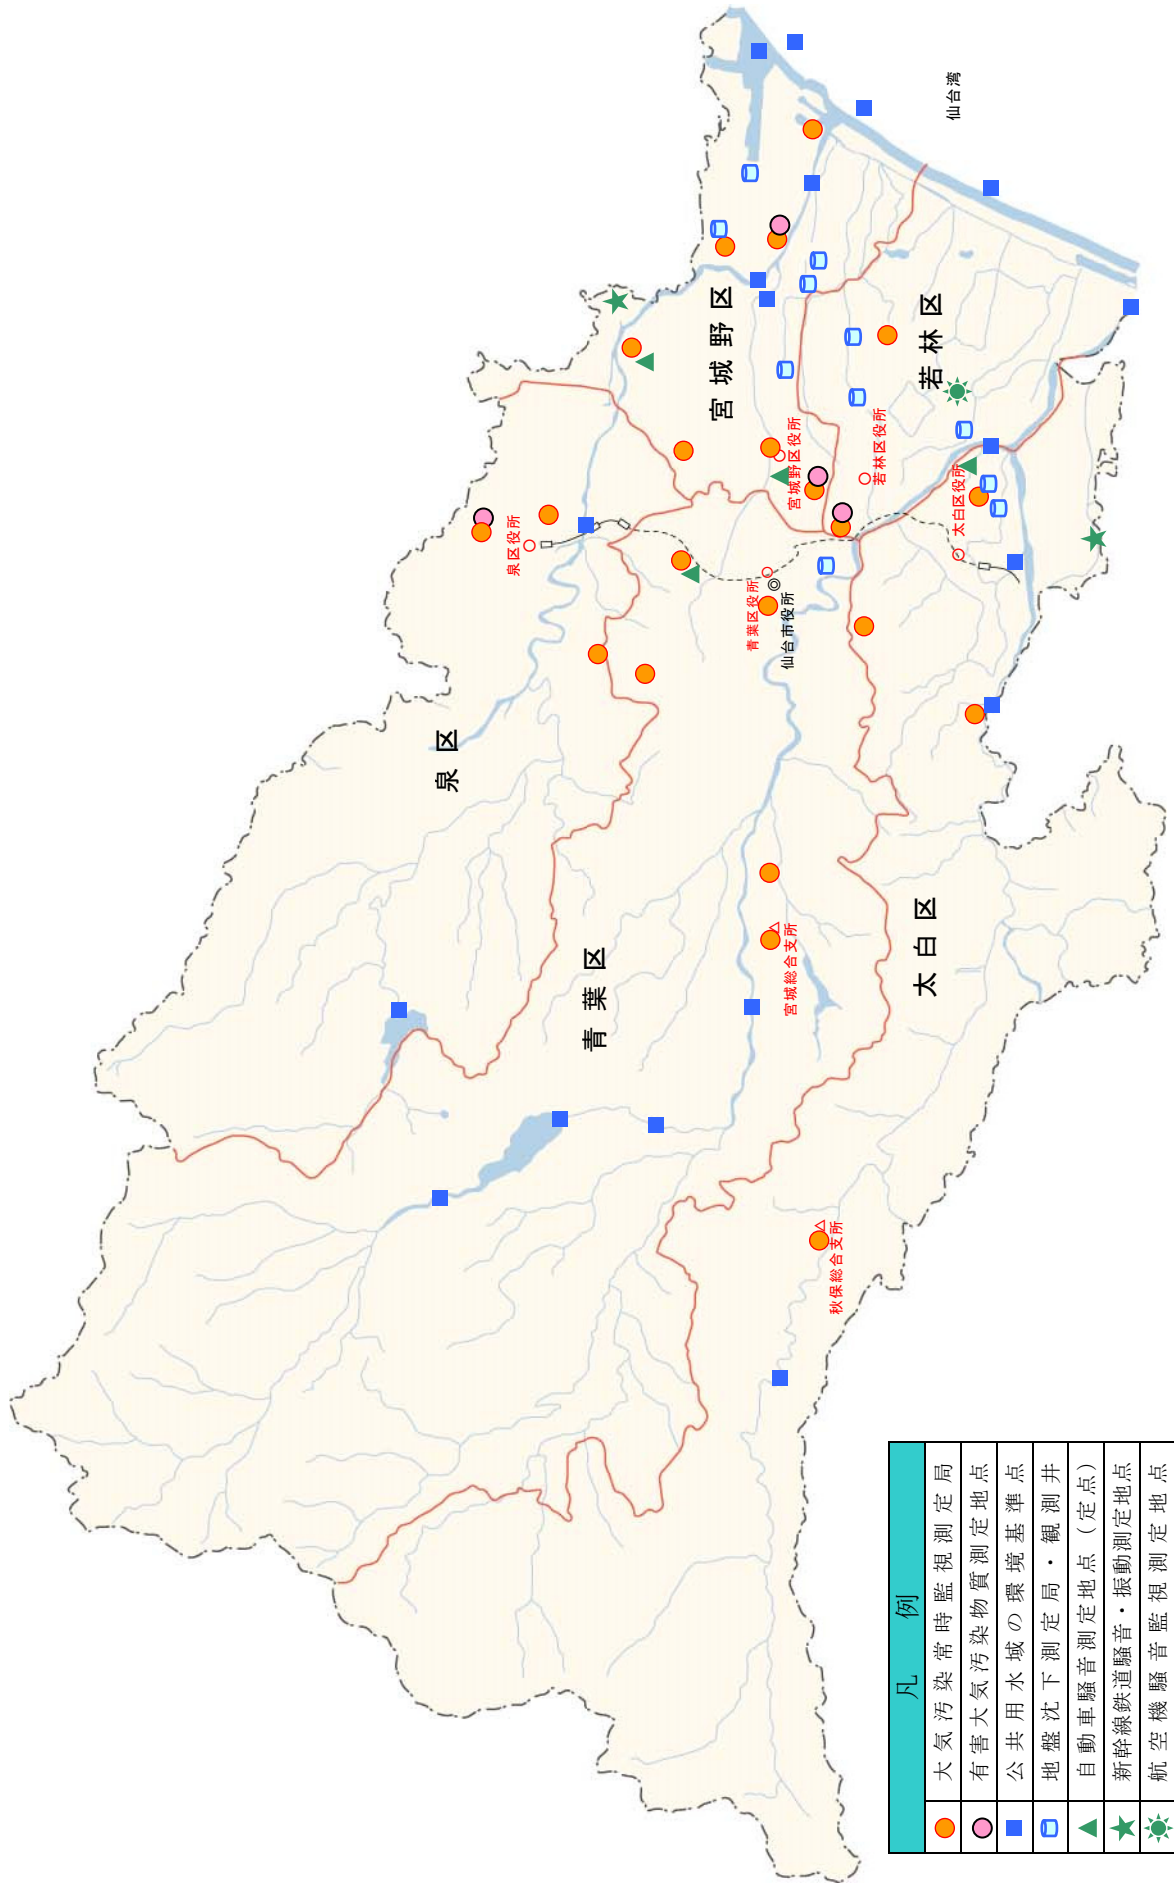 仙台湾
宮城野区
若林区
宮城野区役所
若林区役所
太白区役所
泉区役所
青葉区役所
仙台市役所
泉区
青葉区
太白区
宮城総合支所
秋保総合支所
凡 例
大気汚染常時監視測定局
有害大気汚染物質測定地点
公共用水域の環境基準点
地盤沈下測定局・観測井
自動車騒音測定地点（定点）
新幹線鉄道騒音・振動測定地点
航空機騒音監視測定地点